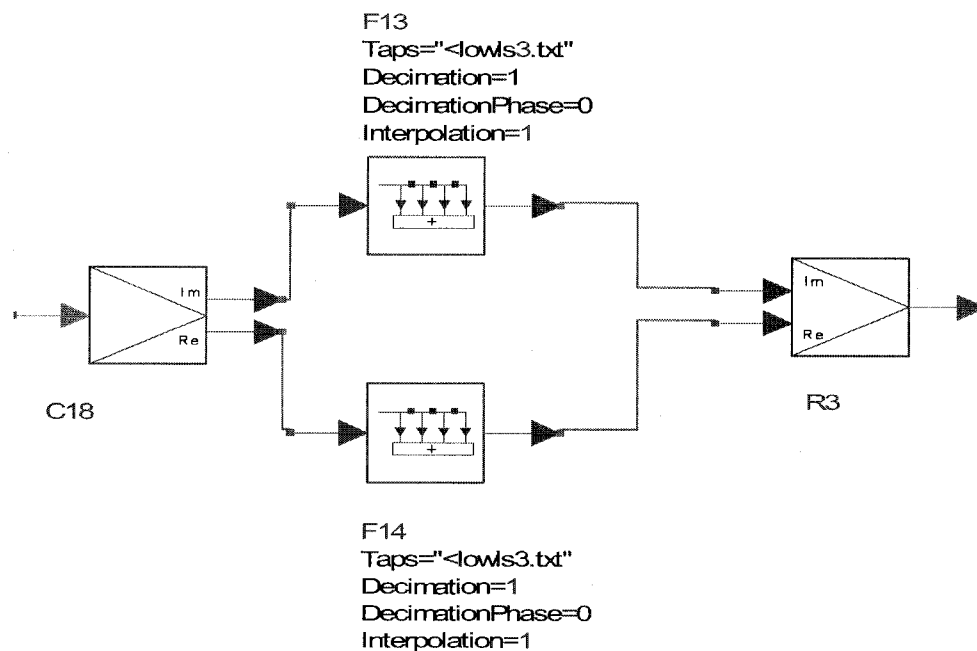 F13
Taps="<lowls3.txt"
Decimation=1
DecimationPhase=0
Interpolation=1
+
Im
Re
Im
Re
C18
R3
+
F14
Taps="<lowls3.txt"
Decimation=1
DecimationPhase=0
Interpolation=1